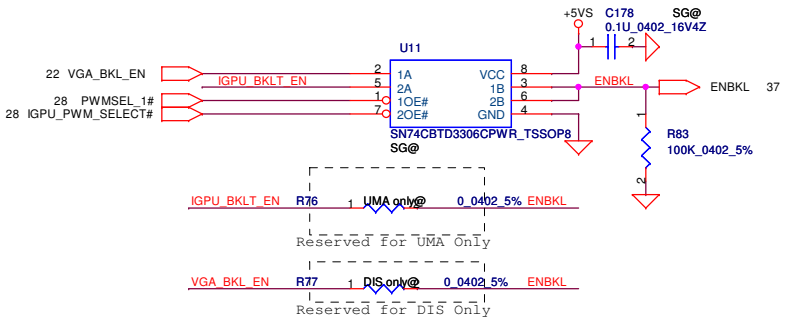 +5VS
C178 SG@
0.1U_0402_16V4Z
1 2
U11
22 VGA_BKL_EN 2 1A VCC 8
IGPU_BKLT_EN 5 2A 1B 3 ENBKL ENBKL 37
28 PWMSEL_1# 1 1OE# 2B 6
28 IGPU_PWM_SELECT# 7 2OE# GND 4
SN74CBTD3306CPWR_TSSOP8
SG@
1
R83
100K_0402_5%
2
IGPU_BKLT_EN R76 1 UMA only@ 2 0_0402_5% ENBKL
Reserved for UMA Only
VGA_BKL_EN R77 1 DIS only@ 2 0_0402_5% ENBKL
Reserved for DIS Only